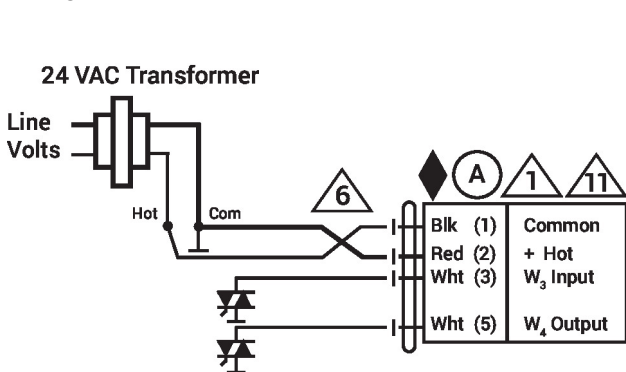 24 VAC Transformer
Line
Volts
Hot
Com
6
A
1
11
Blk (1) Common
Red (2) + Hot
Wht (3) W₃ Input
Wht (5) W₄ Output